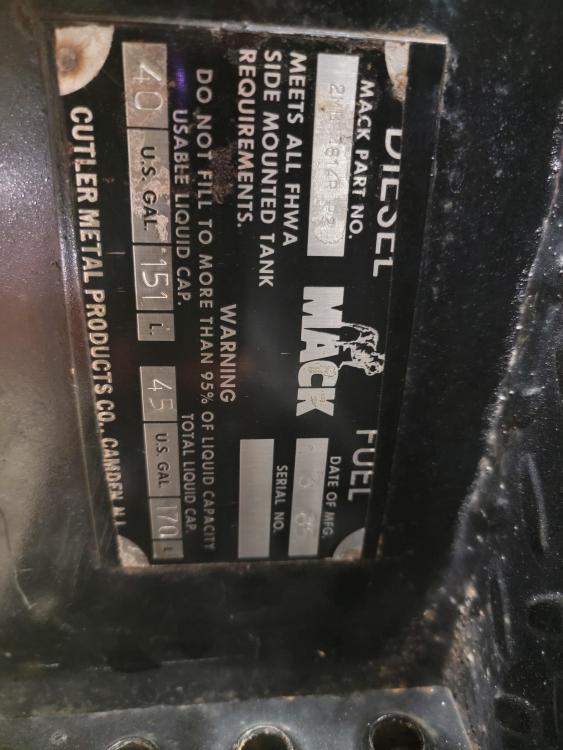 DIESEL FUEL
MACK PART NO.
MACK
DATE OF MFG.
3 85
SERIAL NO.
MEETS ALL FHWA
SIDE MOUNTED TANK
REQUIREMENTS.
WARNING
DO NOT FILL TO MORE THAN 95% OF LIQUID CAPACITY
USABLE LIQUID CAP. TOTAL LIQUID CAP.
40 U.S. GAL. 151 L. 45 U.S. GAL 170 L
CUTLER METAL PRODUCTS CO., CAMDEN N.J.